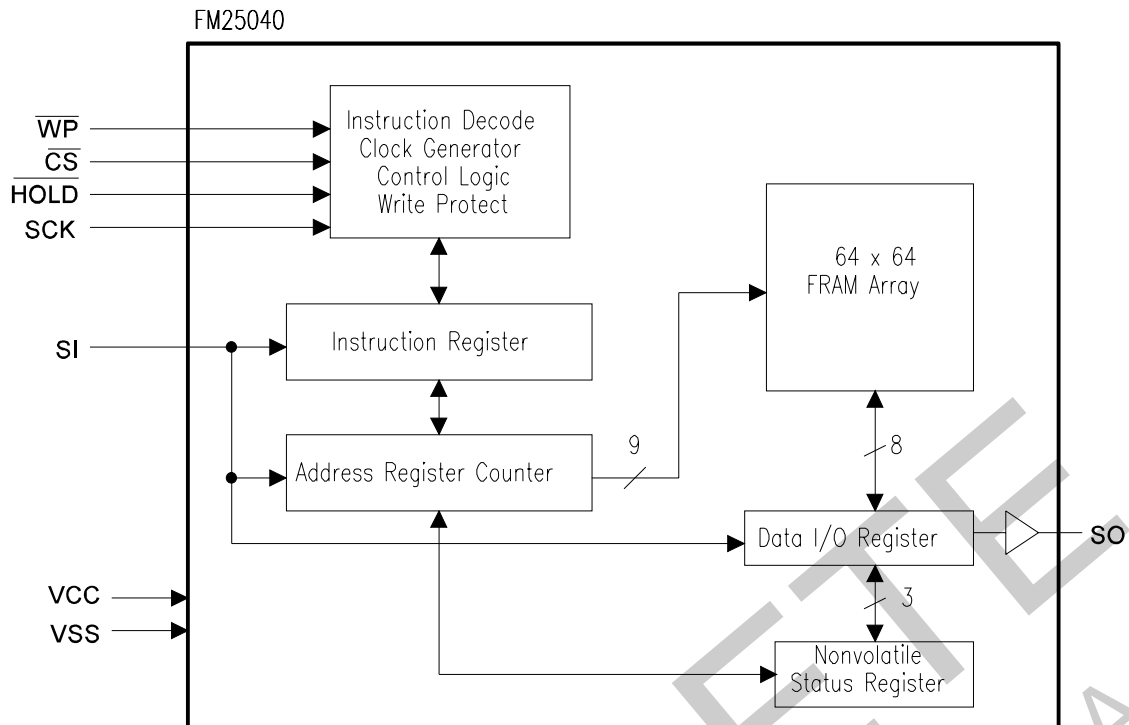 FM25040
WP
CS
HOLD
SCK
Instruction Decode
Clock Generator
Control Logic
Write Protect
64 x 64
FRAM Array
SI
Instruction Register
9
Address Register Counter
8
Data I/O Register
SO
VCC
VSS
3
Nonvolatile
Status Register
ETE